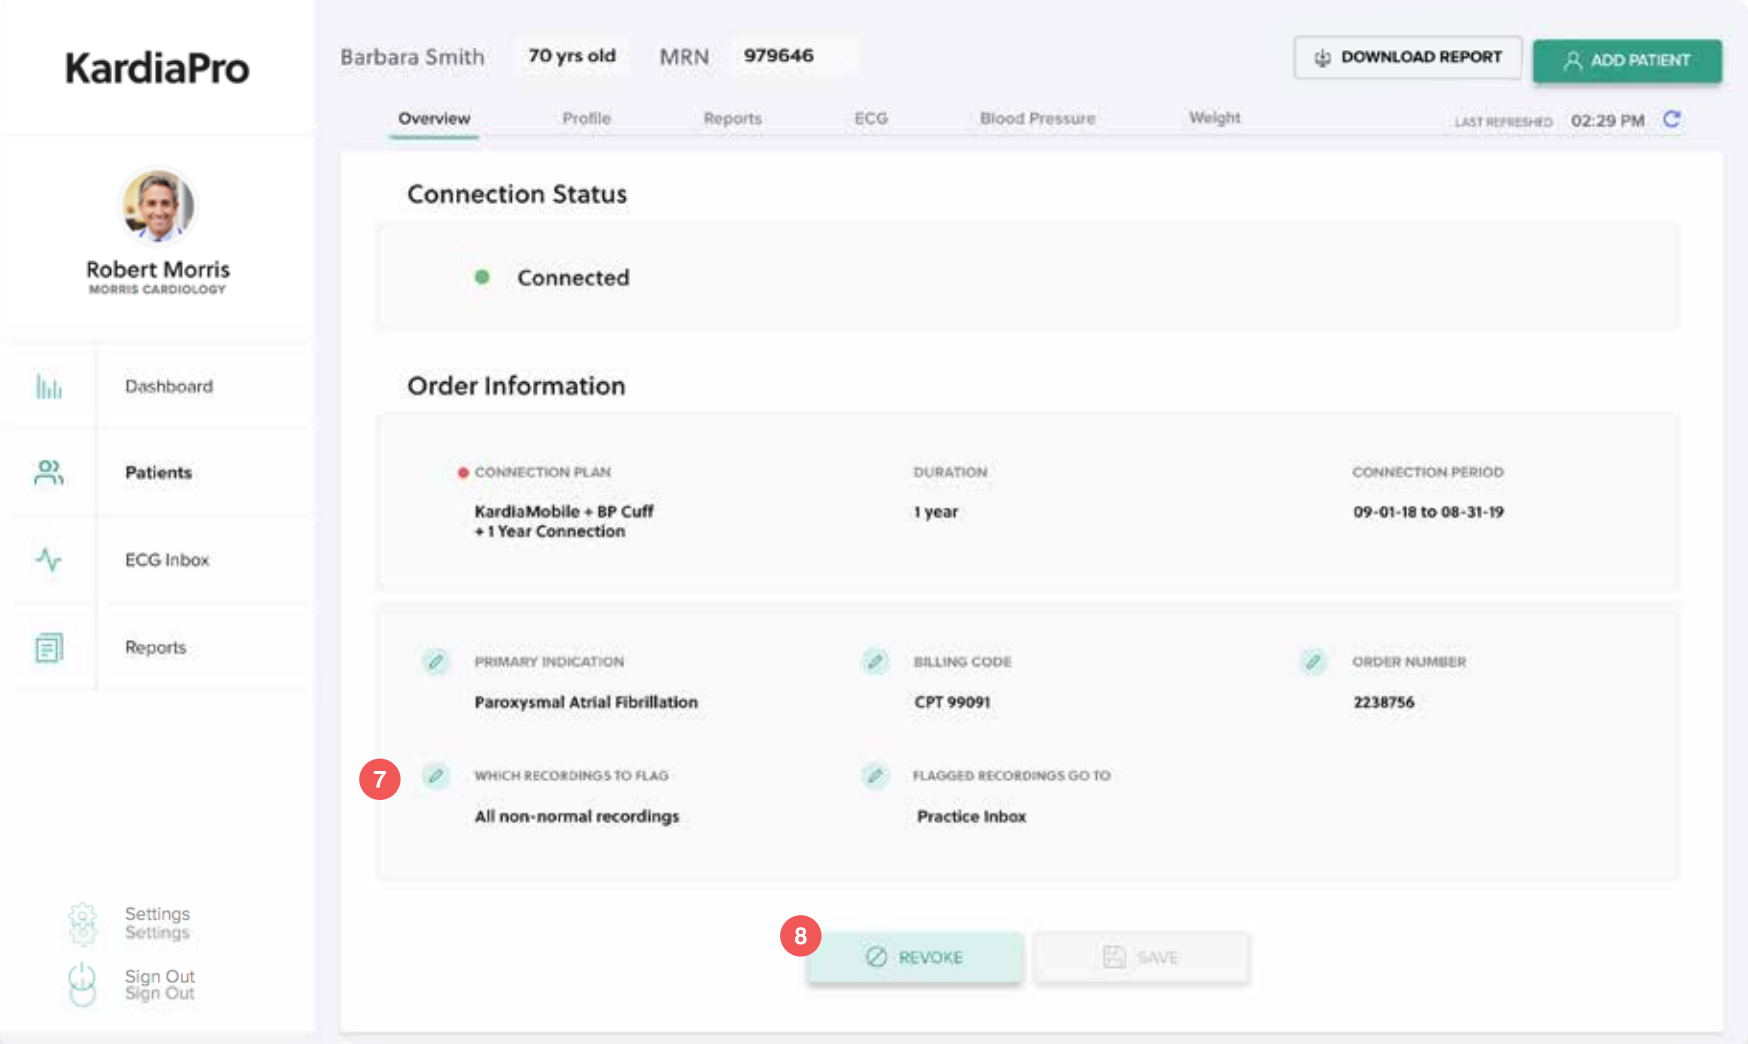 KardiaPro
Barbara Smith 70 yrs old MRN 979646
DOWNLOAD REPORT
ADD PATIENT
Overview Profile Reports ECG Blood Pressure Weight
LAST REFRESHED 02:29 PM
Robert Morris
MORRIS CARDIOLOGY
Dashboard
Patients
ECG Inbox
Reports
Settings
Settings
Sign Out
Sign Out
Connection Status
Connected
Order Information
CONNECTION PLAN
KardiaMobile + BP Cuff
+ 1 Year Connection
DURATION
1 year
CONNECTION PERIOD
09-01-18 to 08-31-19
PRIMARY INDICATION
Paroxysmal Atrial Fibrillation
BILLING CODE
CPT 99091
ORDER NUMBER
2238756
7
WHICH RECORDINGS TO FLAG
All non-normal recordings
FLAGGED RECORDINGS GO TO
Practice Inbox
8
REVOKE
SAVE